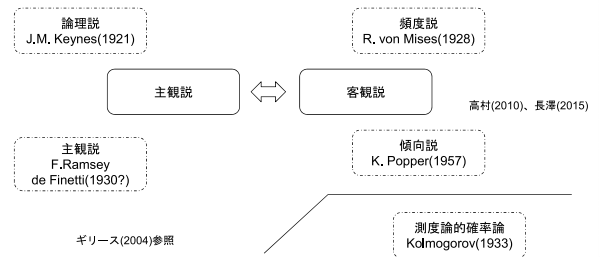 論理説
J.M. Keynes(1921)
頻度説
R. von Mises(1928)
主観説
客観説
高村(2010)、長澤(2015)
主観説
F.Ramsey
de Finetti(1930?)
傾向説
K. Popper(1957)
ギリース(2004)参照
測度論的確率論
Kolmogorov(1933)